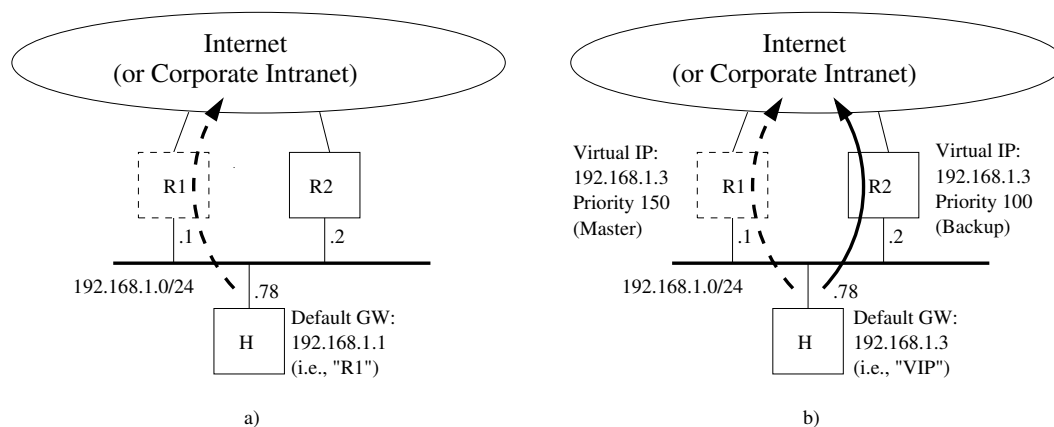 Internet
(or Corporate Intranet)
R1
R2
.1
.2
192.168.1.0/24
.78
H
Default GW:
192.168.1.1
(i.e., "R1")
a)
Internet
(or Corporate Intranet)
Virtual IP:
192.168.1.3
Priority 150
(Master)
R1
R2
Virtual IP:
192.168.1.3
Priority 100
(Backup)
.1
.2
192.168.1.0/24
.78
H
Default GW:
192.168.1.3
(i.e., "VIP")
b)